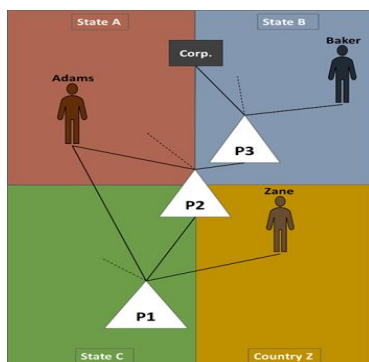 State A
State B
Baker
Corp.
Adams
P3
Zane
P2
P1
State C
Country Z